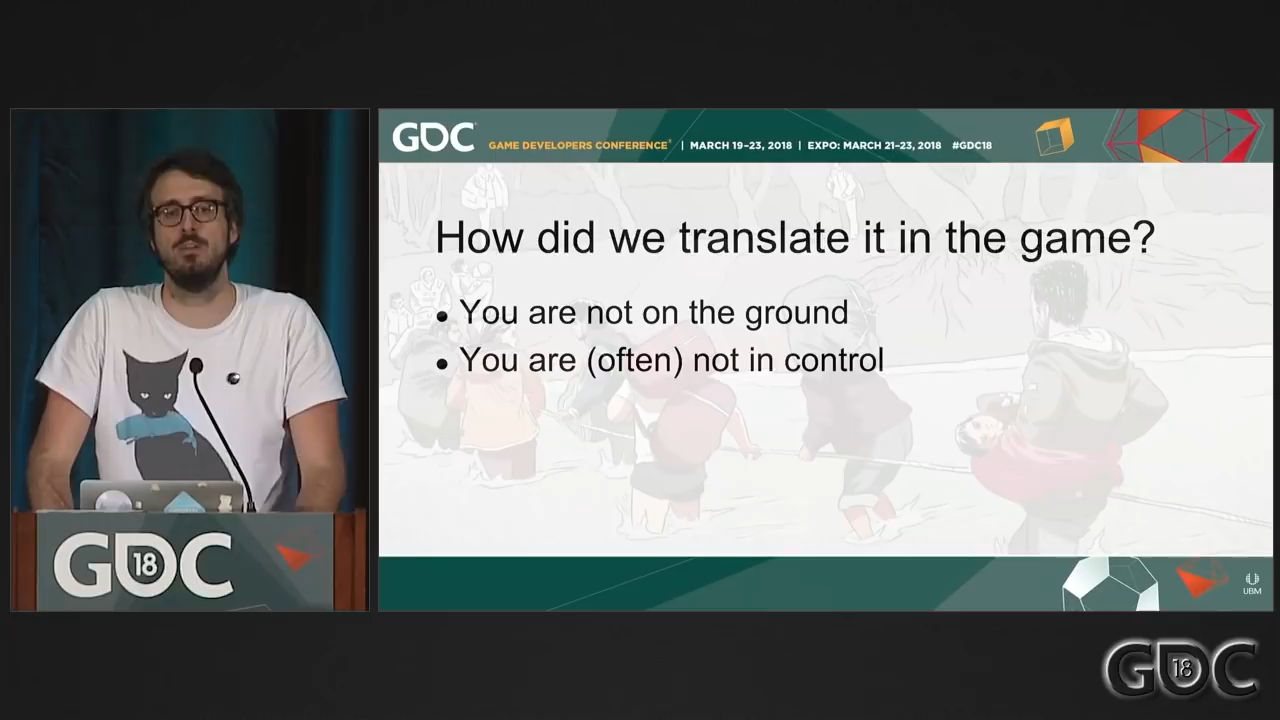 GDC GAME DEVELOPERS CONFERENCE® | MARCH 19–23, 2018 | EXPO: MARCH 21–23, 2018 #GDC18
How did we translate it in the game?
• You are not on the ground
• You are (often) not in control
GDC 18
UBM
GDC 18